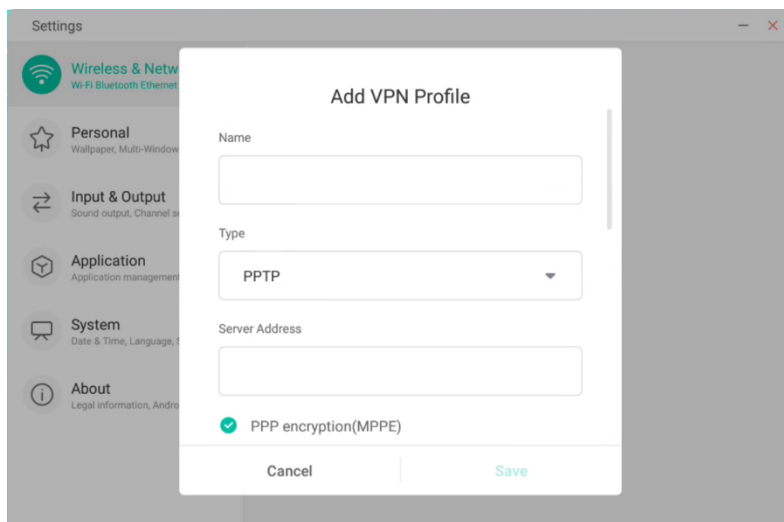 Settings
Wireless & Netw
Wi-Fi Bluetooth Ethernet
Personal
Wallpaper, Multi-Window
Input & Output
Sound output, Channel se
Application
Application management
System
Date & Time, Language, S
About
Legal information, Andro
Add VPN Profile
Name
Type
PPTP
Server Address
PPP encryption(MPPE)
Cancel
Save